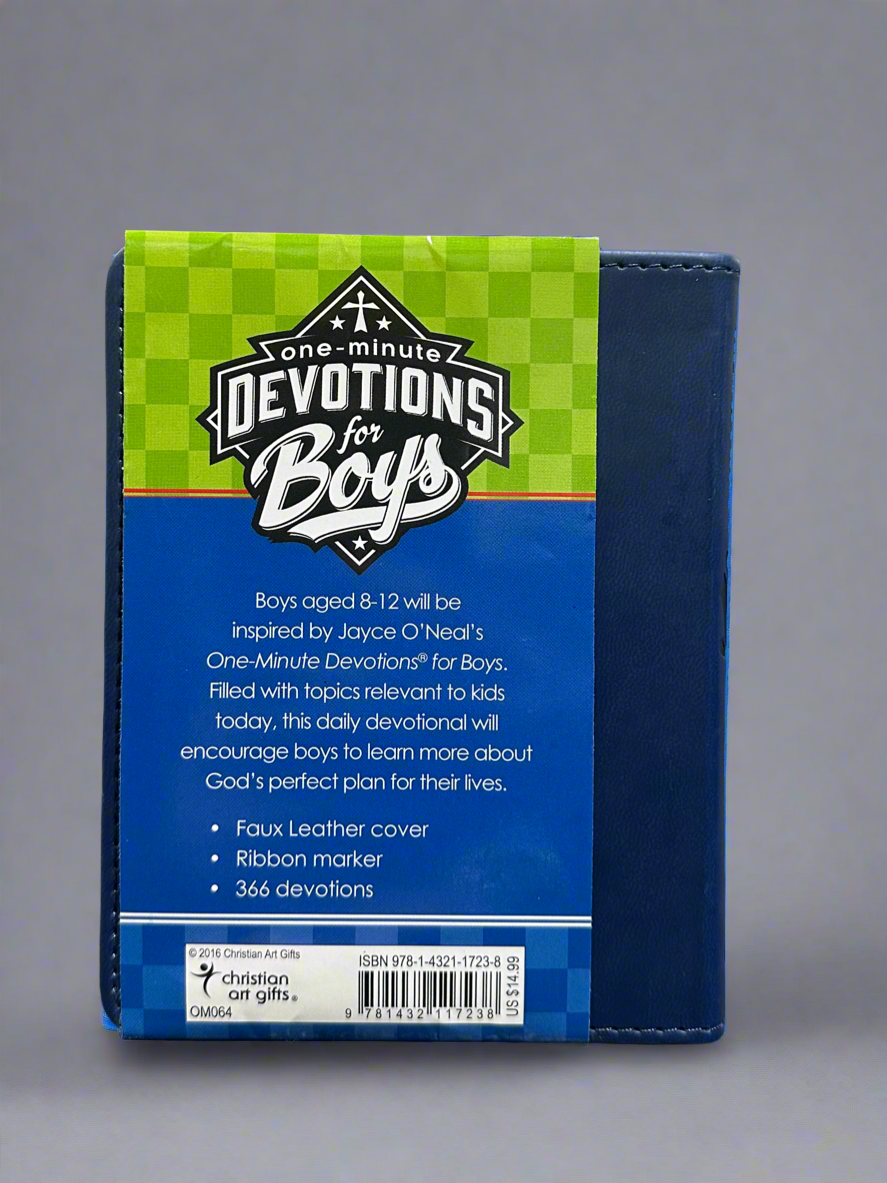 one-minute
DEVOTIONS
for
Boys
Boys aged 8-12 will be
inspired by Jayce O'Neal's
One-Minute Devotions® for Boys.
Filled with topics relevant to kids
today, this daily devotional will
encourage boys to learn more about
God's perfect plan for their lives.
• Faux Leather cover
• Ribbon marker
• 366 devotions
© 2016 Christian Art Gifts
christian
art gifts®
OM064
ISBN 978-1-4321-1723-8
9 781432 117238
US $14.99